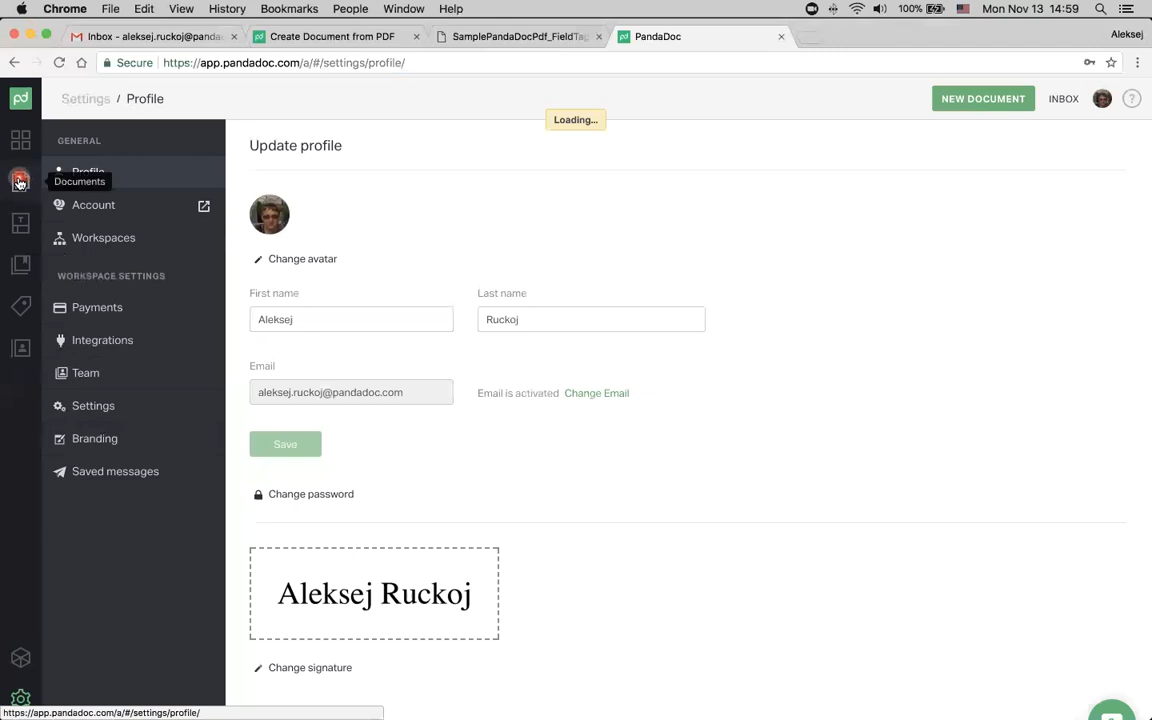 Chrome File Edit View History Bookmarks People Window Help 100% Mon Nov 13 14:59
Inbox - aleksej.ruckoj@panda Create Document from PDF SamplePandaDocPdf_FieldTag PandaDoc Aleksej
Secure https://app.pandadoc.com/a/#/settings/profile/
pd Settings / Profile NEW DOCUMENT INBOX ?
Loading...
GENERAL
Update profile
Profile
Documents
Account
Workspaces
Change avatar
WORKSPACE SETTINGS
First name Last name
Payments
Aleksej Ruckoj
Integrations
Email
Team
aleksej.ruckoj@pandadoc.com Email is activated Change Email
Settings
Branding
Save
Saved messages
Change password
Aleksej Ruckoj
Change signature
https://app.pandadoc.com/a/#/settings/profile/